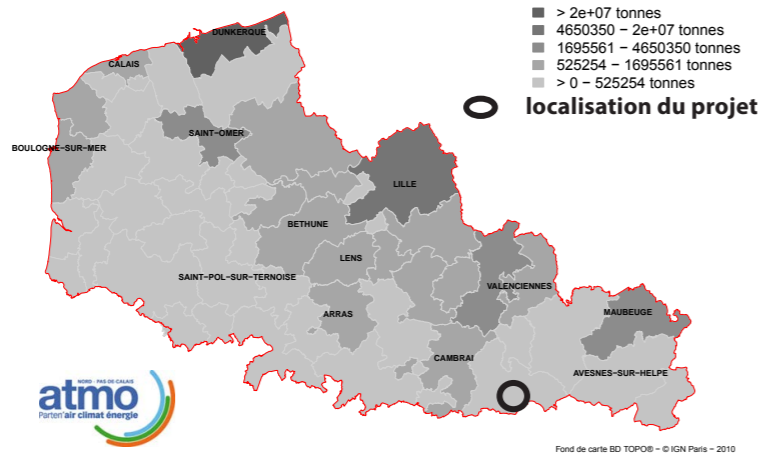 > 2e+07 tonnes
4650350 − 2e+07 tonnes
1695561 − 4650350 tonnes
525254 − 1695561 tonnes
> 0 − 525254 tonnes
localisation du projet
DUNKERQUE
CALAIS
SAINT−OMER
BOULOGNE−SUR−MER
LILLE
BETHUNE
LENS
SAINT−POL−SUR−TERNOISE
VALENCIENNES
ARRAS
MAUBEUGE
CAMBRAI
AVESNES−SUR−HELPE
NORD - PAS DE CALAIS
atmo
Parten'air climat énergie
Fond de carte BD TOPO® − © IGN Paris − 2010